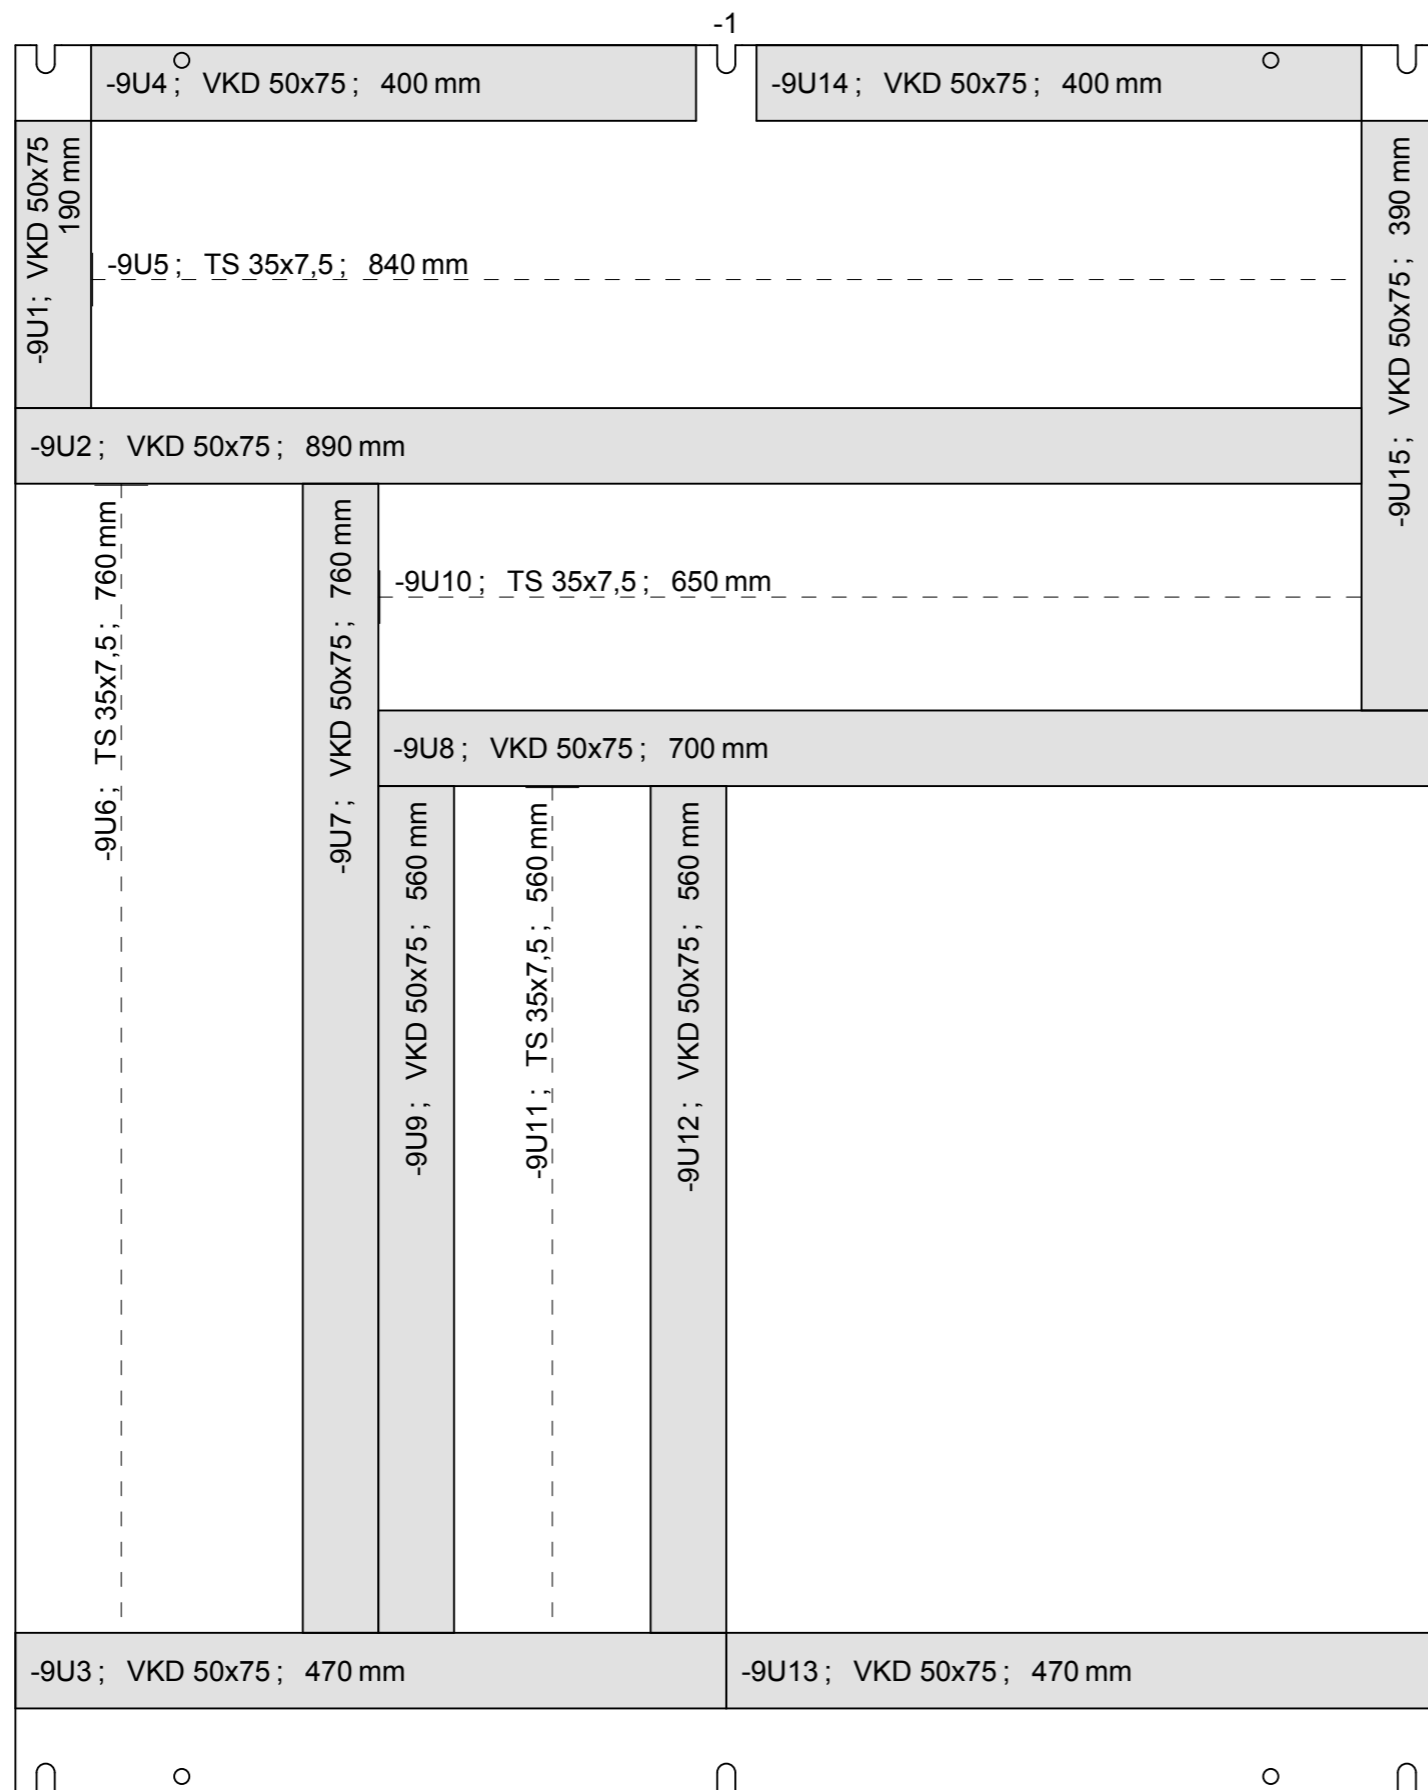 -1
-9U4 ; VKD 50x75 ; 400 mm
-9U14 ; VKD 50x75 ; 400 mm
-9U1 ; VKD 50x75
190 mm
-9U5 ; TS 35x7,5 ; 840 mm
-9U15 ; VKD 50x75 ; 390 mm
-9U2 ; VKD 50x75 ; 890 mm
-9U6 ; TS 35x7,5 ; 760 mm
-9U7 ; VKD 50x75 ; 760 mm
-9U10 ; TS 35x7,5 ; 650 mm
-9U8 ; VKD 50x75 ; 700 mm
-9U9 ; VKD 50x75 ; 560 mm
-9U11 ; TS 35x7,5 ; 560 mm
-9U12 ; VKD 50x75 ; 560 mm
-9U3 ; VKD 50x75 ; 470 mm
-9U13 ; VKD 50x75 ; 470 mm